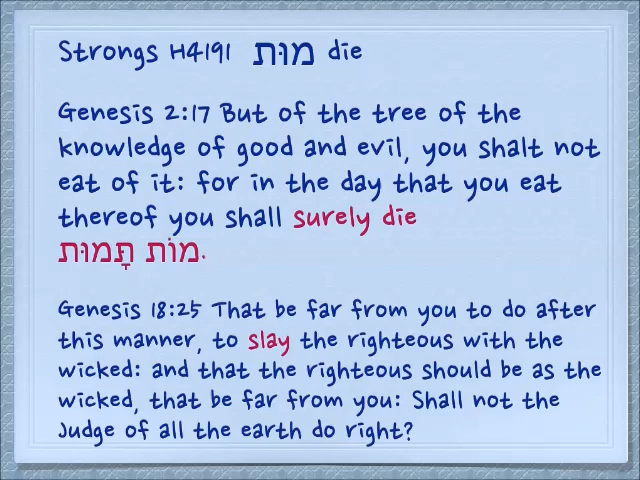 Strongs H4191 מות die
Genesis 2:17 But of the tree of the
knowledge of good and evil, you shalt not
eat of it: for in the day that you eat
thereof you shall surely die
מוֹת תָּמוּת.
Genesis 18:25 That be far from you to do after
this manner, to slay the righteous with the
wicked: and that the righteous should be as the
wicked, that be far from you: Shall not the
Judge of all the earth do right?